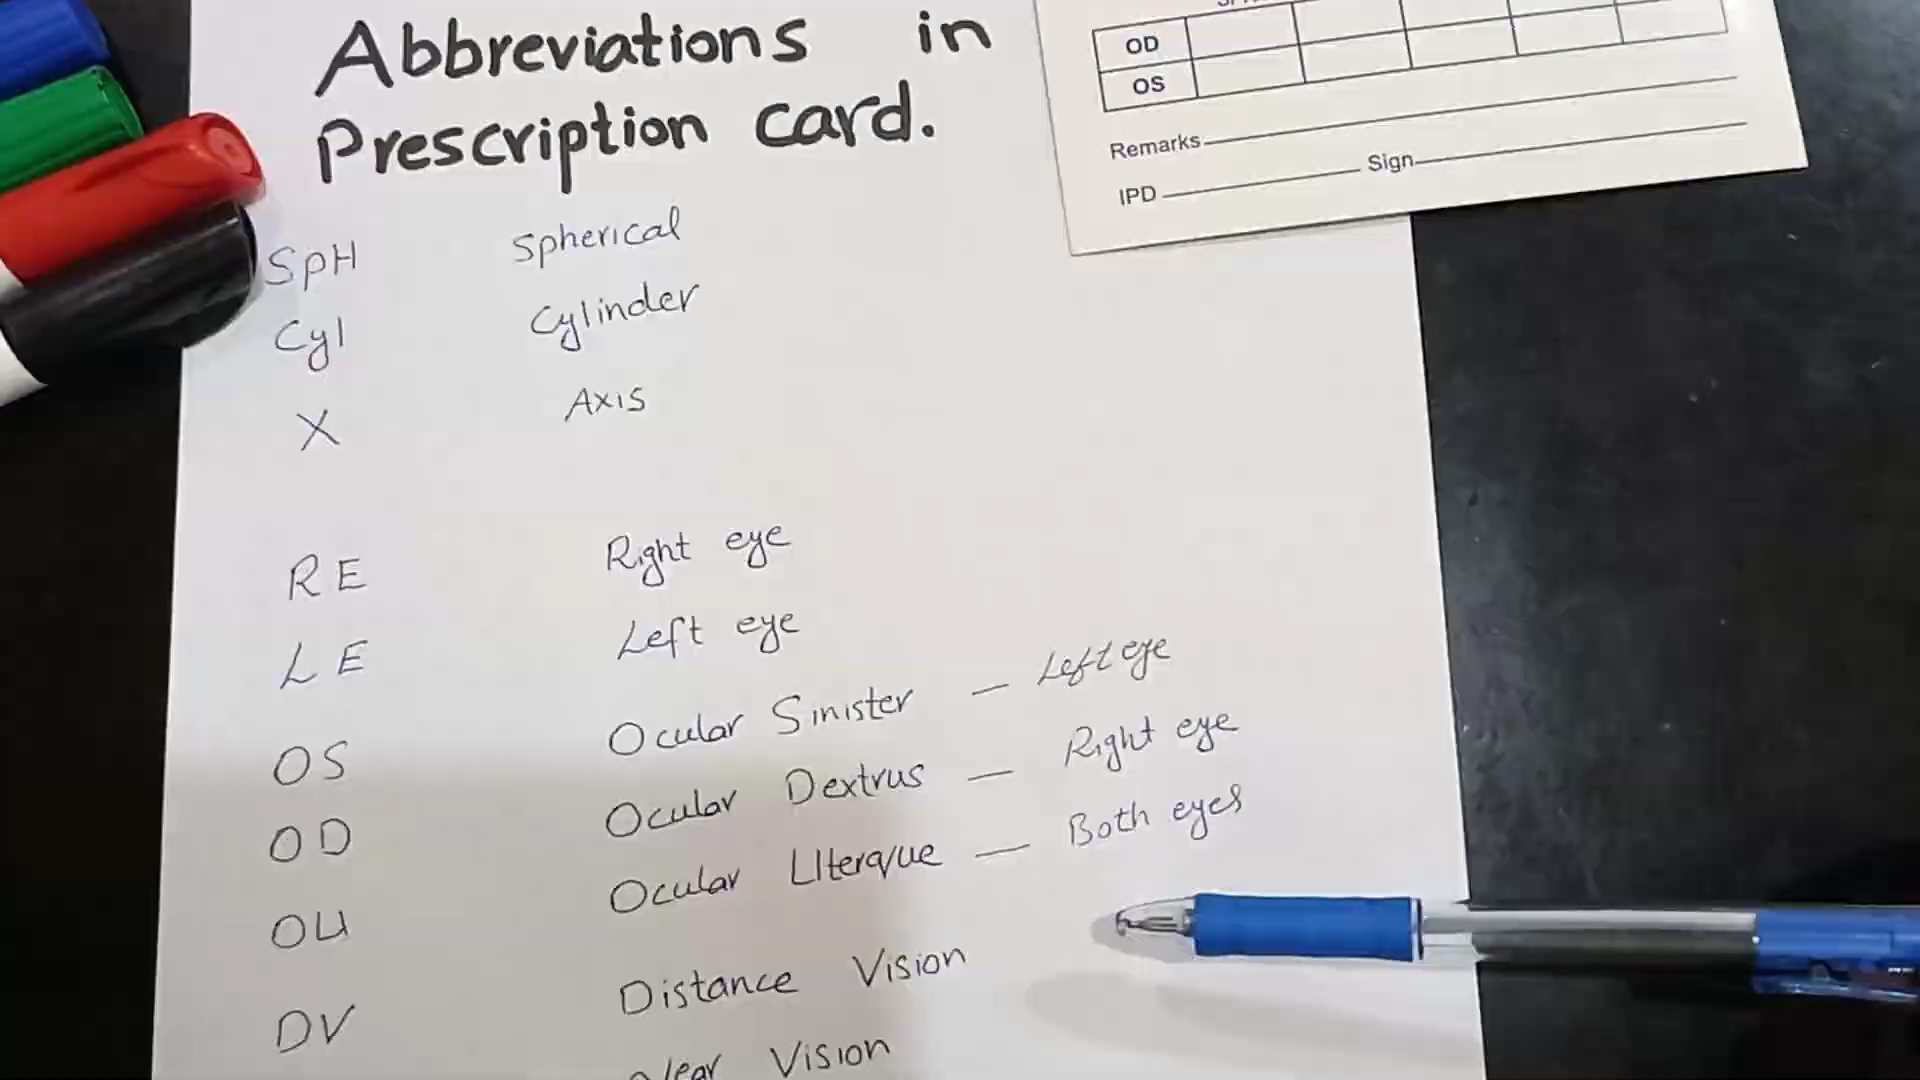 Abbreviations in
Prescription card.
SpH Spherical
Cyl Cylinder
X Axis
RE Right eye
LE Left eye
OS Ocular Sinister — Left eye
OD Ocular Dextrus — Right eye
OU Ocular Uterque — Both eyes
DV Distance Vision
Near Vision
OD
OS
Remarks
IPD Sign